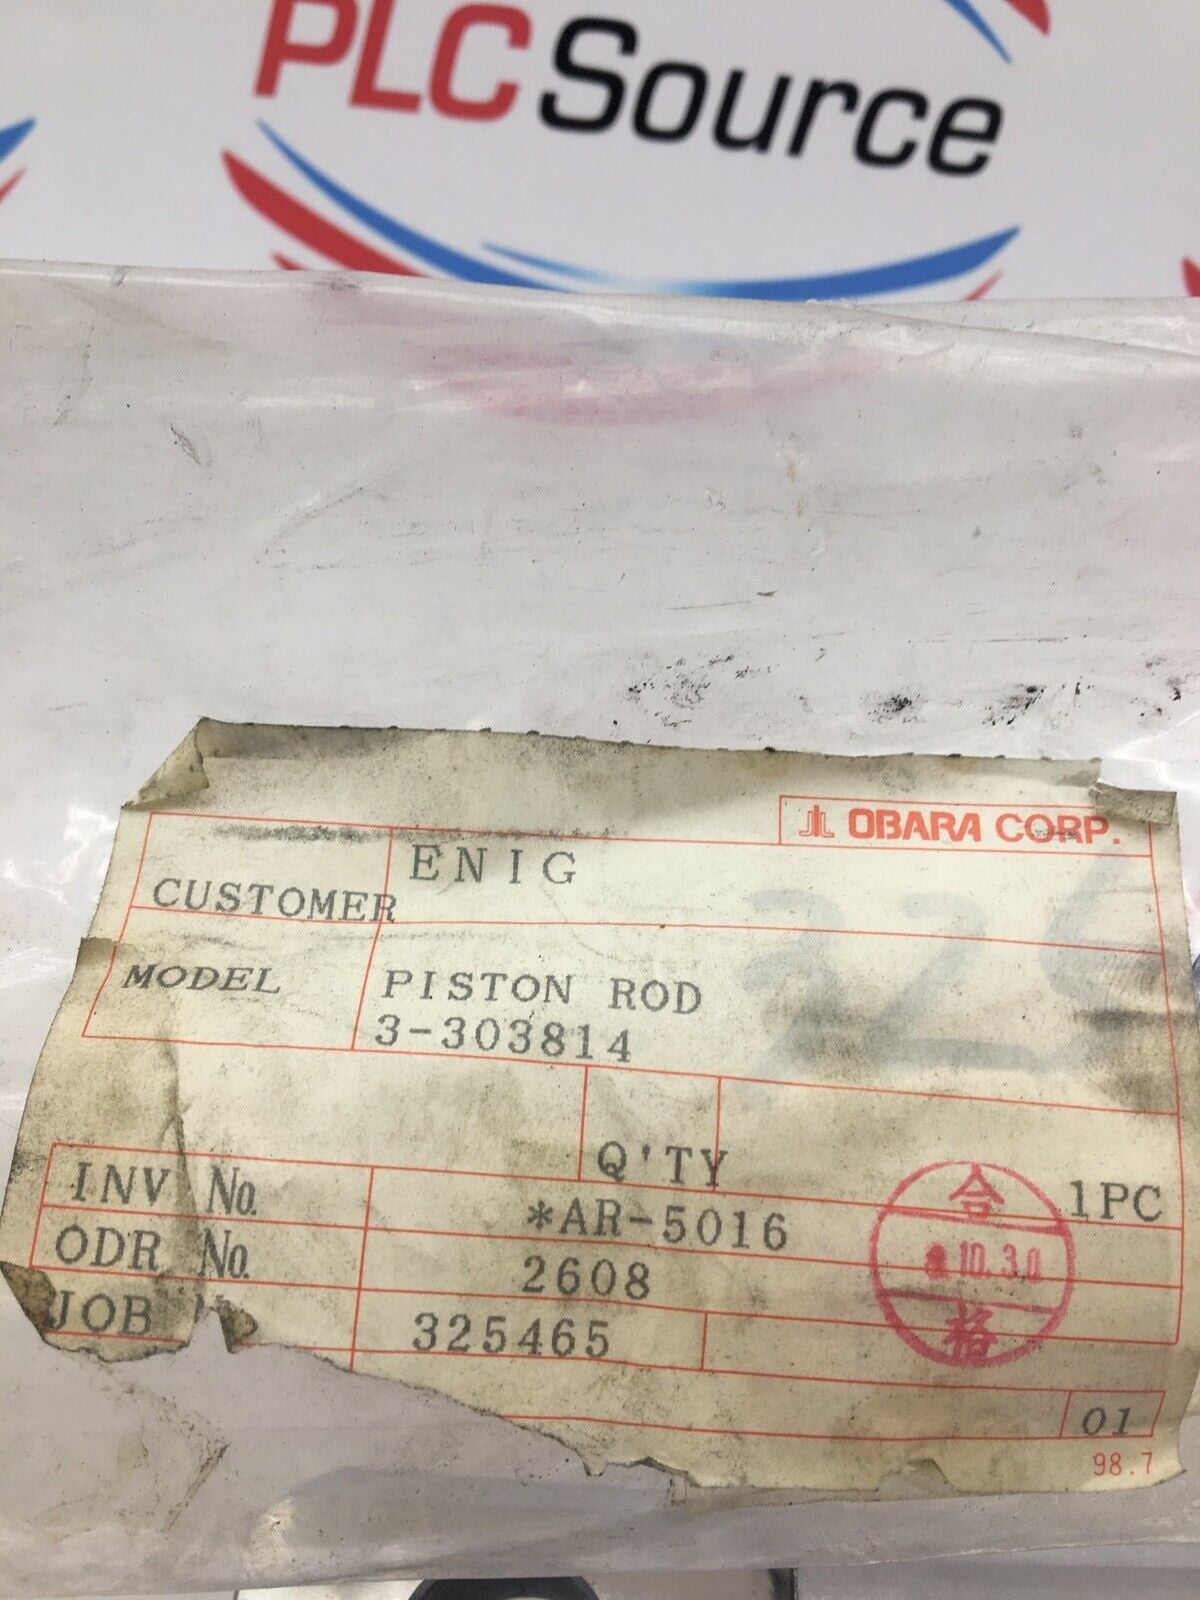 PLC Source
OBARA CORP.
CUSTOMER ENIG
MODEL PISTON ROD
3-303814
Q'TY 1PC
INV No. *AR-5016
ODR No. 2608
JOB 325465
合
10.30
格
01
98.7